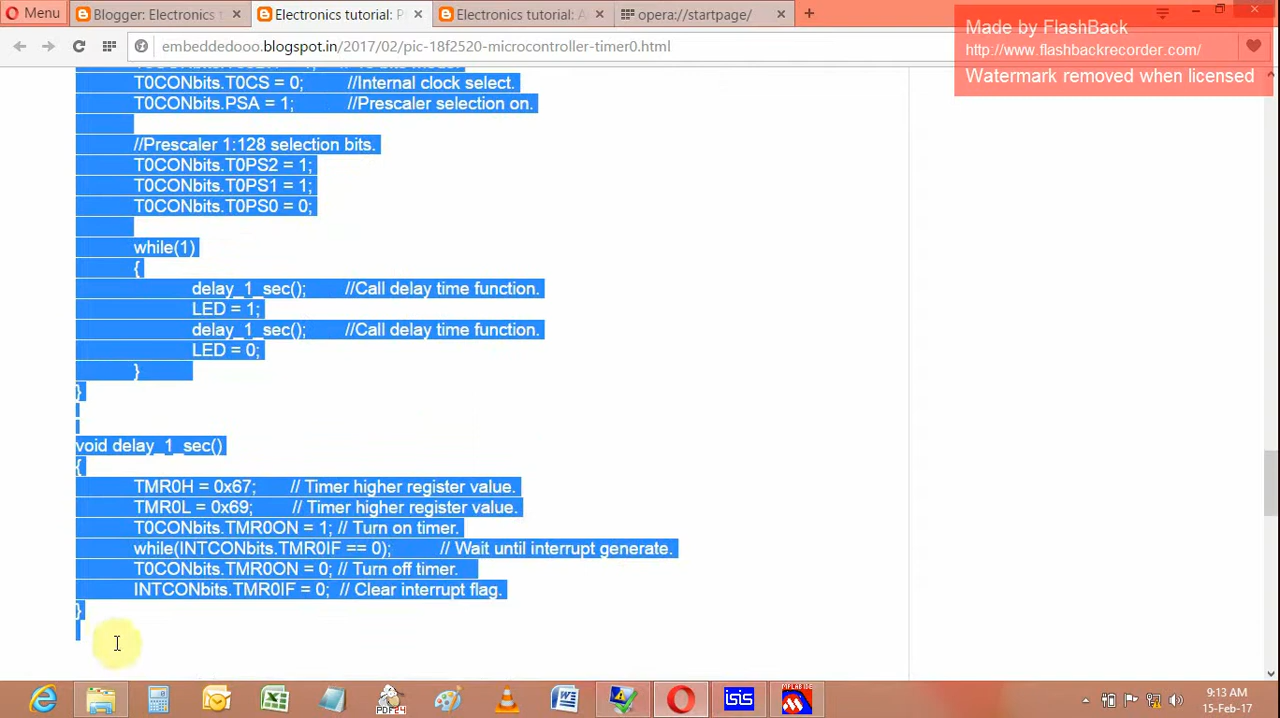 Menu
Blogger: Electronics t
Electronics tutorial: P
Electronics tutorial: A
opera://startpage/
embeddedooo.blogspot.in/2017/02/pic-18f2520-microcontroller-timer0.html
Made by FlashBack
http://www.flashbackrecorder.com/
Watermark removed when licensed
T0CONbits.T0CS = 0; //Internal clock select.
T0CONbits.PSA = 1; //Prescaler selection on.
//Prescaler 1:128 selection bits.
T0CONbits.T0PS2 = 1;
T0CONbits.T0PS1 = 1;
T0CONbits.T0PS0 = 0;
while(1)
{
delay_1_sec(); //Call delay time function.
LED = 1;
delay_1_sec(); //Call delay time function.
LED = 0;
}
}
void delay_1_sec()
{
TMR0H = 0x67; // Timer higher register value.
TMR0L = 0x69; // Timer higher register value.
T0CONbits.TMR0ON = 1; // Turn on timer.
while(INTCONbits.TMR0IF == 0); // Wait until interrupt generate.
T0CONbits.TMR0ON = 0; // Turn off timer.
INTCONbits.TMR0IF = 0; // Clear interrupt flag.
}
PDF24
isis
MPLAB IDE
9:13 AM
15-Feb-17